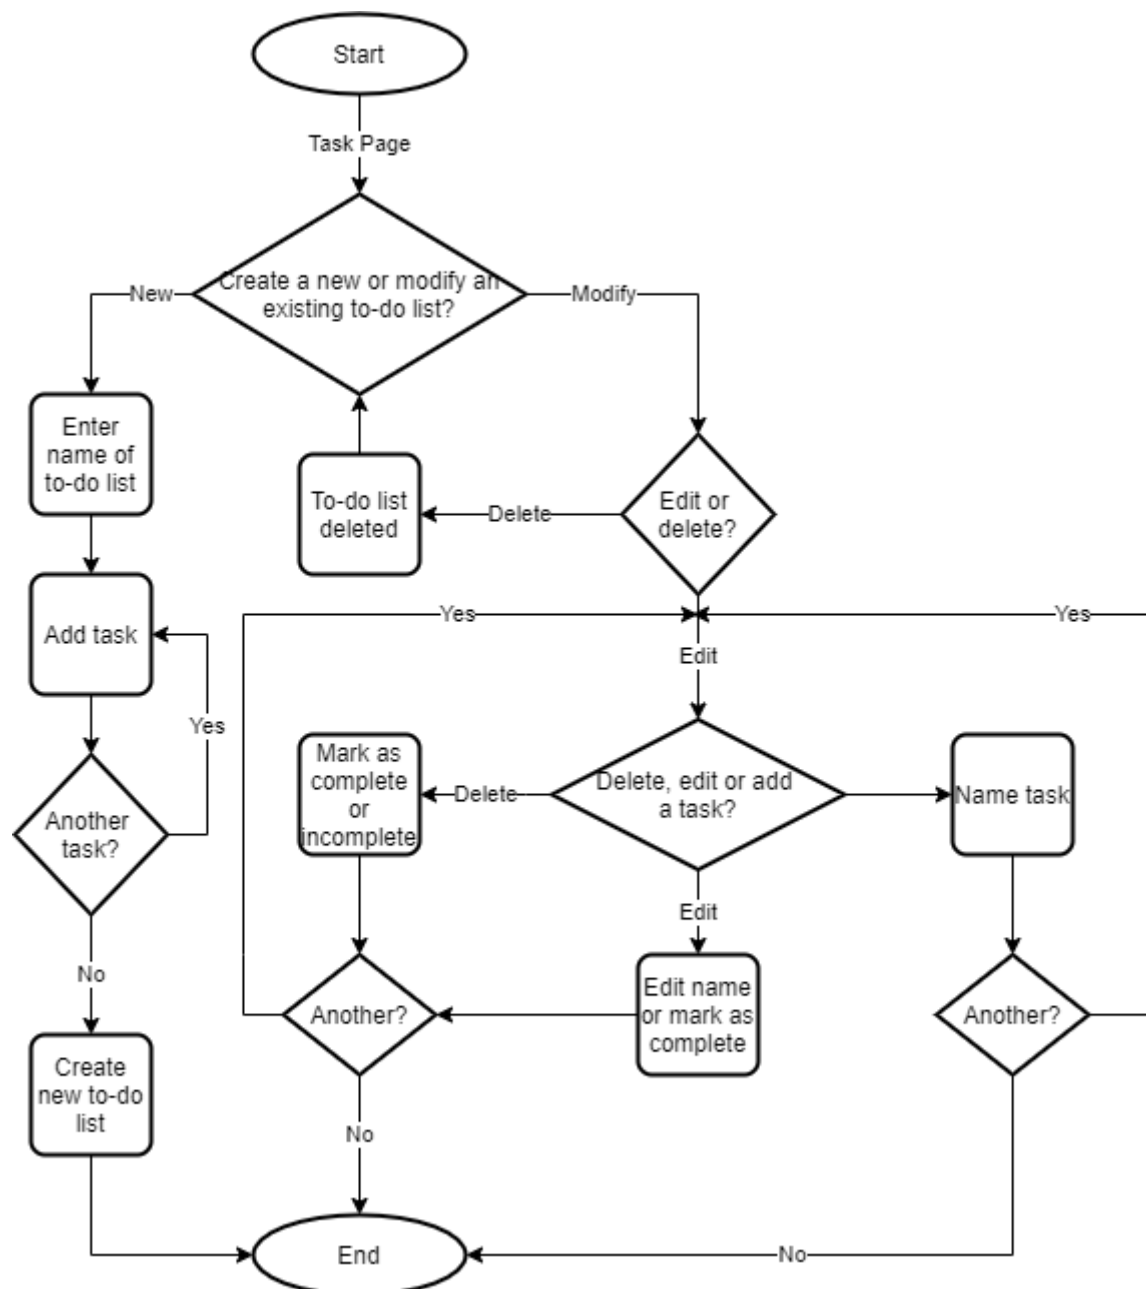 Start
Task Page
Create a new or modify an
existing to-do list?
New
Modify
Enter
name of
to-do list
To-do list
deleted
Delete
Edit or
delete?
Yes
Yes
Add task
Edit
Yes
Mark as
complete
or
incomplete
Delete
Delete, edit or add
a task?
Name task
Another
task?
Edit
No
Another?
Edit name
or mark as
complete
Another?
Create
new to-do
list
No
End
No